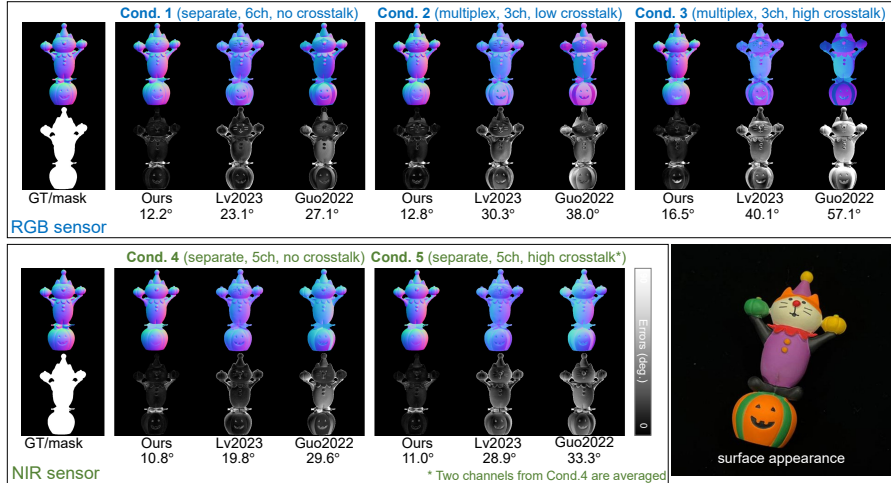 Cond. 1 (separate, 6ch, no crosstalk)
Cond. 2 (multiplex, 3ch, low crosstalk)
Cond. 3 (multiplex, 3ch, high crosstalk)
GT/mask
Ours
Lv2023
Guo2022
Ours
Lv2023
Guo2022
Ours
Lv2023
Guo2022
12.2°
23.1°
27.1°
12.8°
30.3°
38.0°
16.5°
40.1°
57.1°
RGB sensor
Cond. 4 (separate, 5ch, no crosstalk)
Cond. 5 (separate, 5ch, high crosstalk*)
Errors (deg.)
0
GT/mask
Ours
Lv2023
Guo2022
Ours
Lv2023
Guo2022
10.8°
19.8°
29.6°
11.0°
28.9°
33.3°
NIR sensor
* Two channels from Cond.4 are averaged
surface appearance